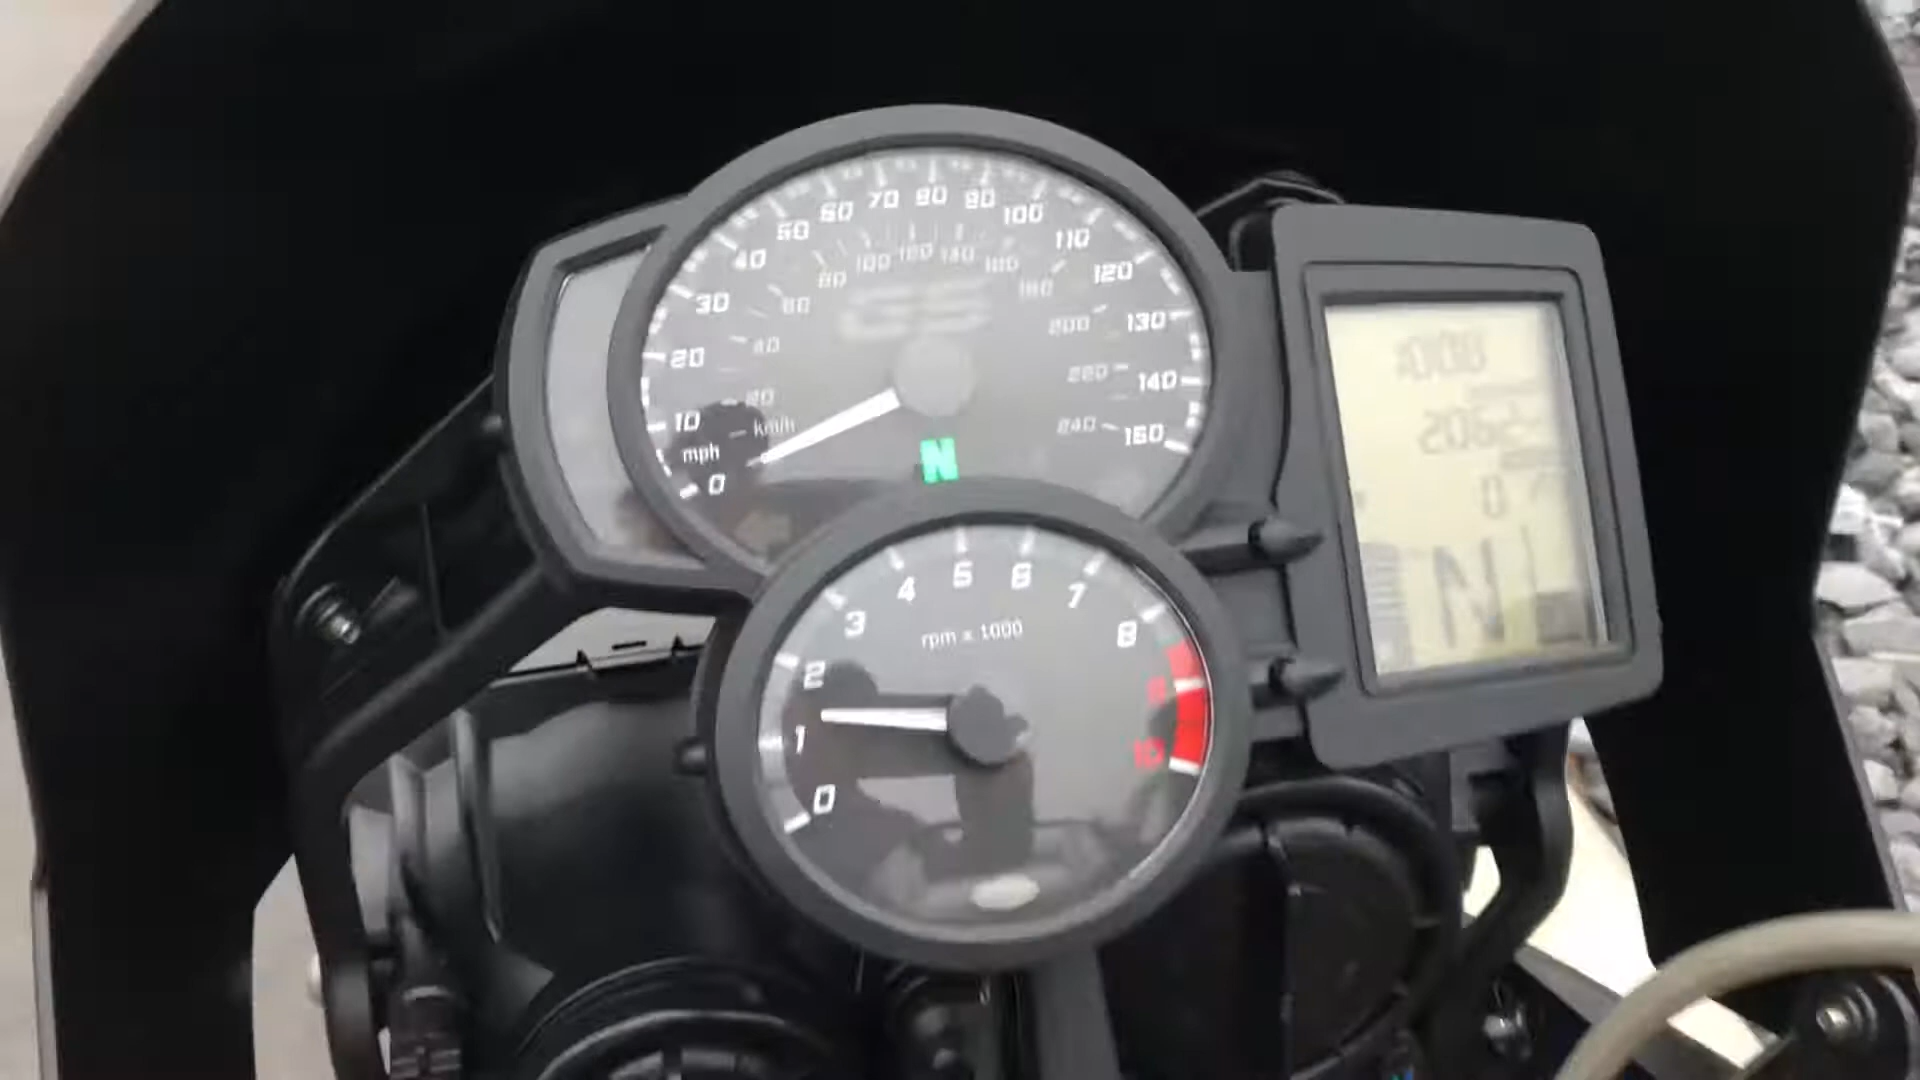 0 10 20 30 40 50 60 70 80 90 100 110 120 130 140 150
mph
km/h
20 40 60 80 100 120 140 160 180 200 220 240
GS
N
0 1 2 3 4 5 6 7 8 9 10
rpm x 1000
0
N